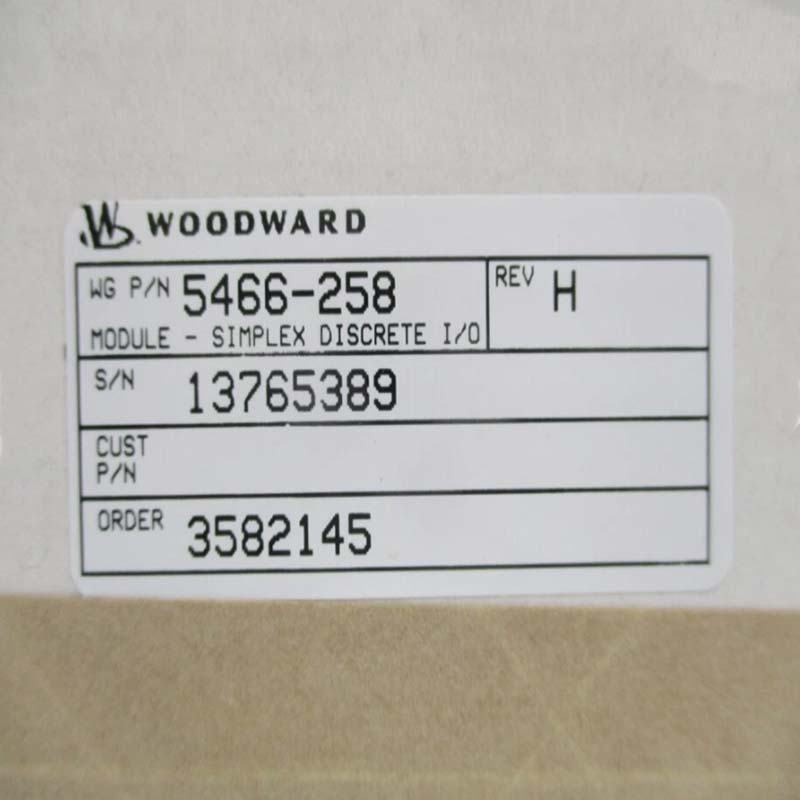 WOODWARD
WG P/N 5466-258
REV H
MODULE - SIMPLEX DISCRETE I/O
S/N 13765389
CUST
P/N
ORDER 3582145